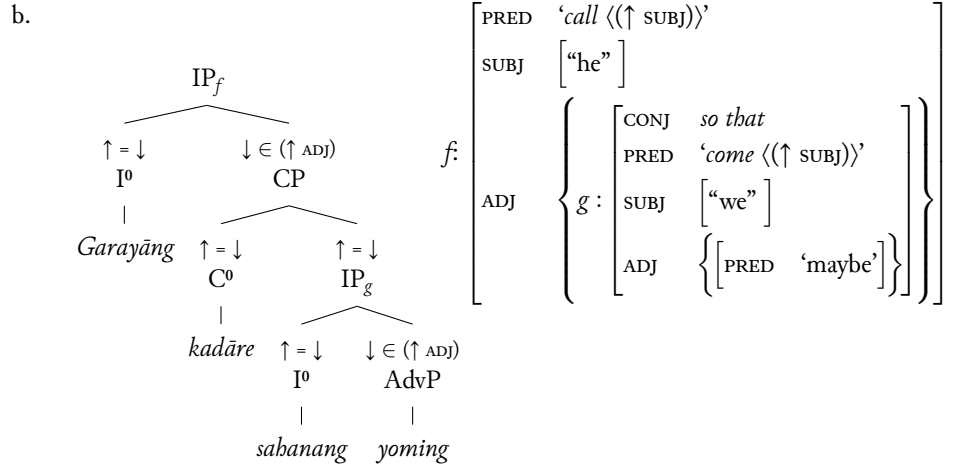 b.
IP_f
↑ = ↓ ↓ ∈ (↑ ADJ)
I⁰ CP
Garayāng ↑ = ↓ ↑ = ↓
C⁰ IP_g
kadāre ↑ = ↓ ↓ ∈ (↑ ADJ)
I⁰ AdvP
sahanang yoming
f:
PRED ‘call ⟨(↑ SUBJ)⟩’
SUBJ [“he”]
ADJ { g :
CONJ so that
PRED ‘come ⟨(↑ SUBJ)⟩’
SUBJ [“we”]
ADJ {[PRED ‘maybe’]} }